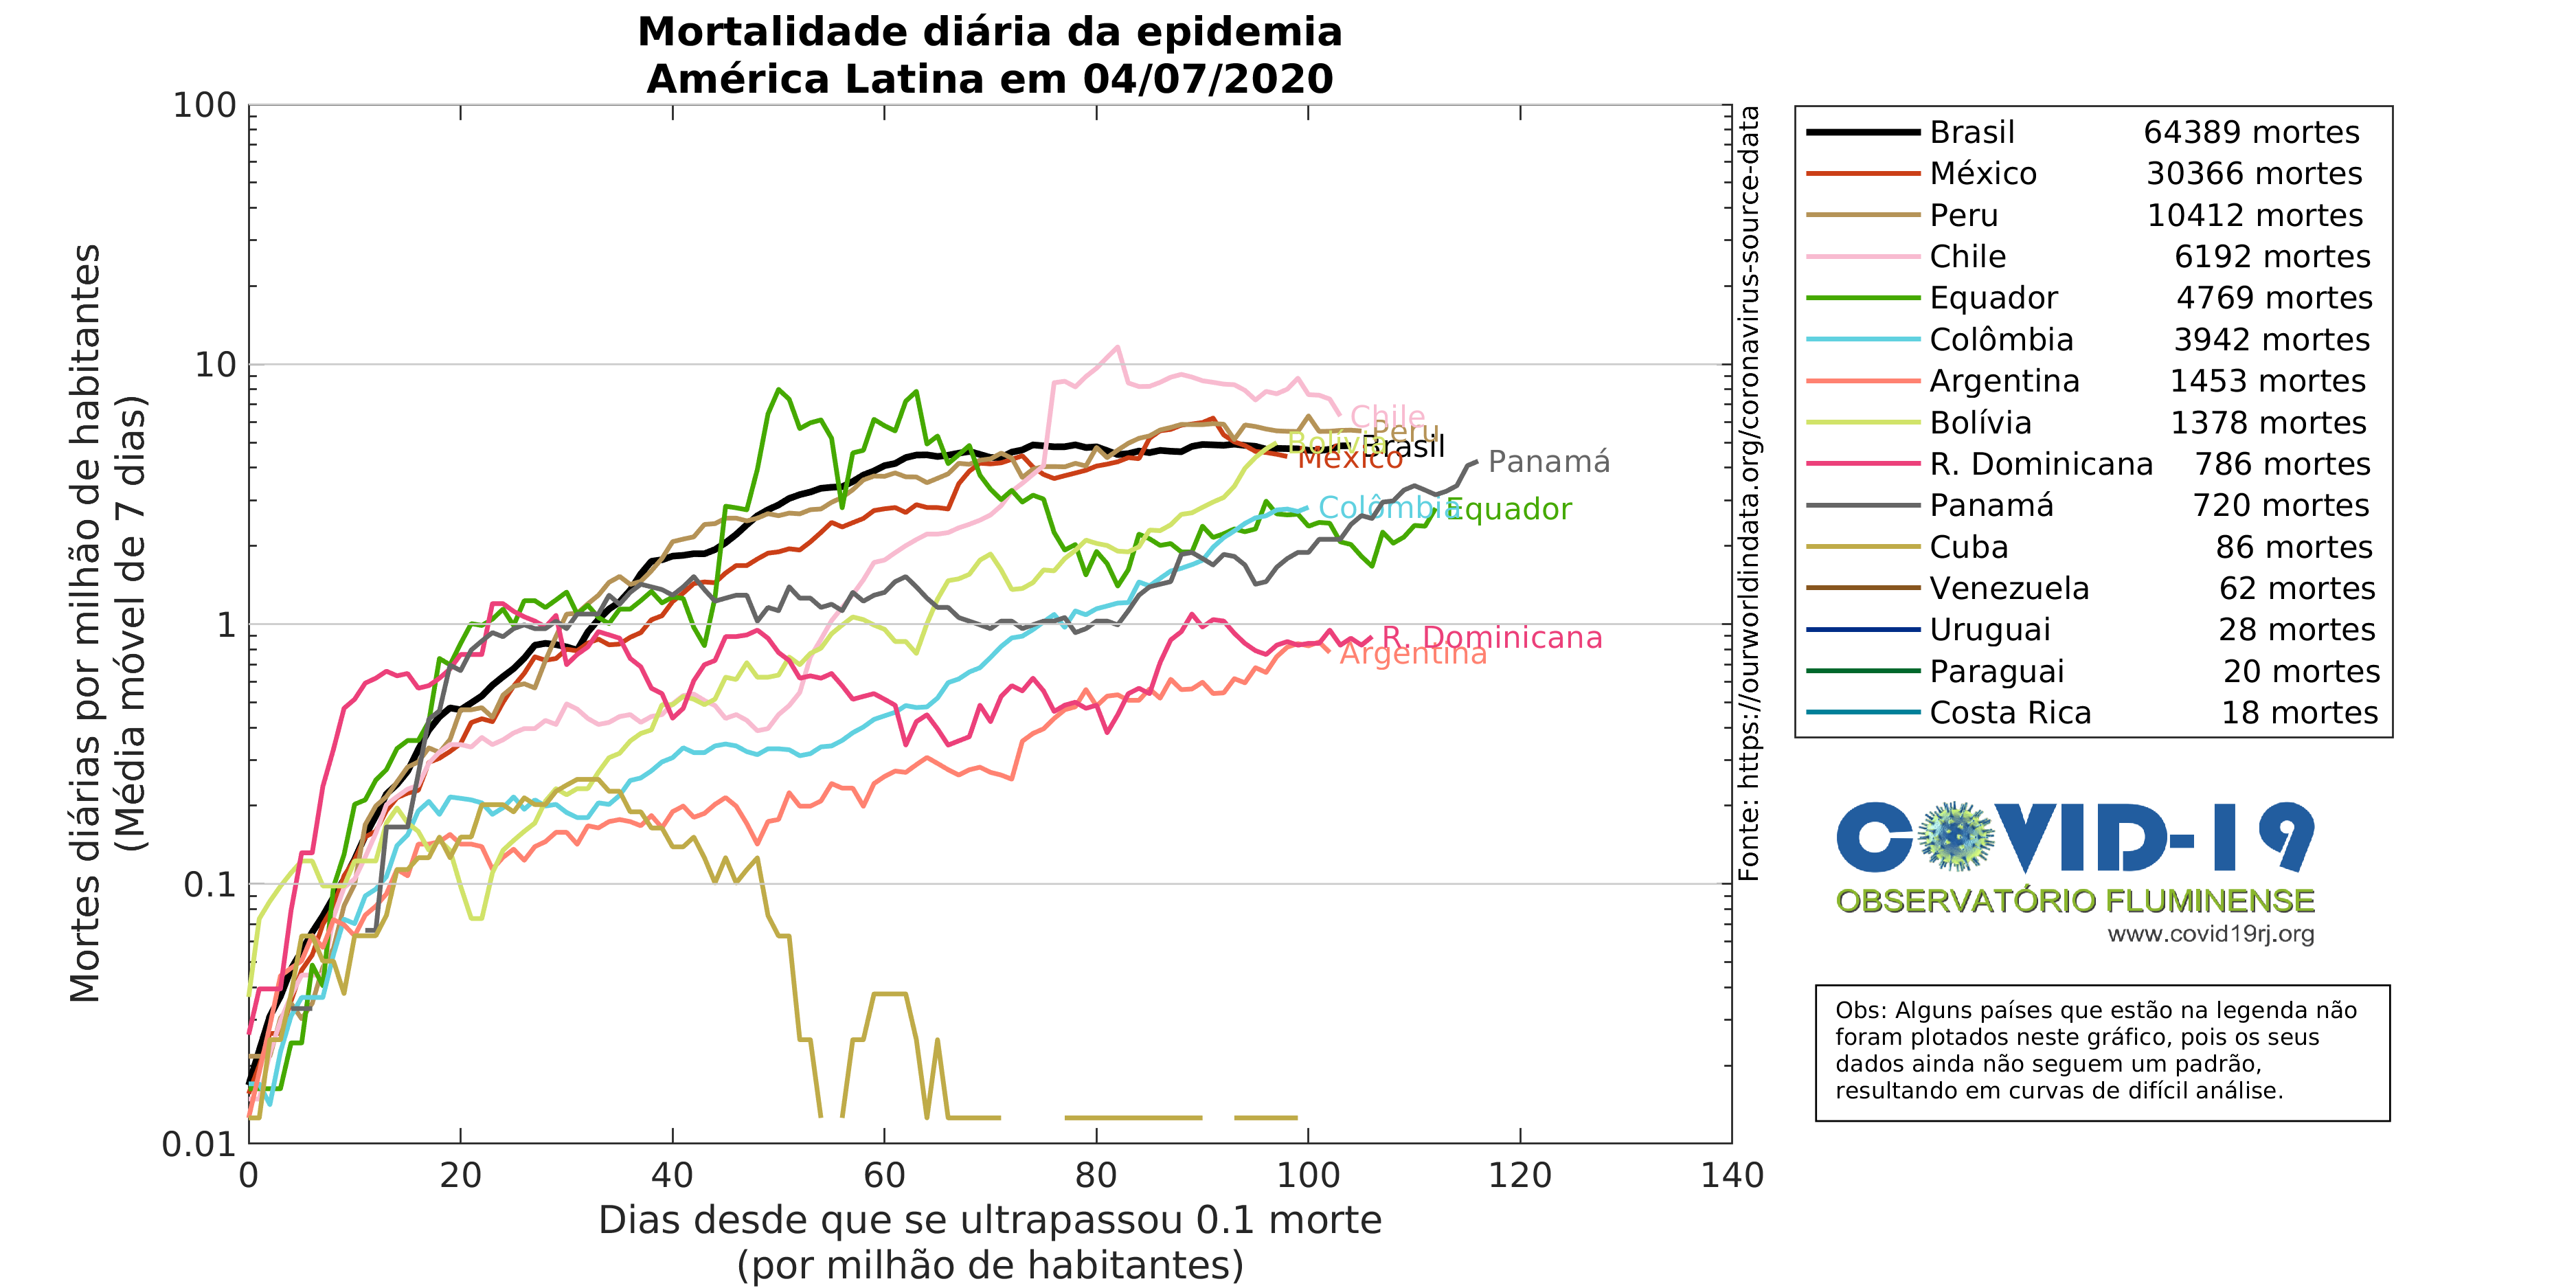 Mortalidade diária da epidemia
América Latina em 04/07/2020
Mortes diárias por milhão de habitantes
(Média móvel de 7 dias)
100
10
1
0.1
0.01
0
20
40
60
80
100
120
140
Dias desde que se ultrapassou 0.1 morte
(por milhão de habitantes)
Chile
Peru
Bolívia
Brasil
México
Panamá
Colômbia
Equador
R. Dominicana
Argentina
Fonte: https://ourworldindata.org/coronavirus-source-data
Brasil 64389 mortes
México 30366 mortes
Peru 10412 mortes
Chile 6192 mortes
Equador 4769 mortes
Colômbia 3942 mortes
Argentina 1453 mortes
Bolívia 1378 mortes
R. Dominicana 786 mortes
Panamá 720 mortes
Cuba 86 mortes
Venezuela 62 mortes
Uruguai 28 mortes
Paraguai 20 mortes
Costa Rica 18 mortes
COVID-19
OBSERVATÓRIO FLUMINENSE
www.covid19rj.org
Obs: Alguns países que estão na legenda não
foram plotados neste gráfico, pois os seus
dados ainda não seguem um padrão,
resultando em curvas de difícil análise.